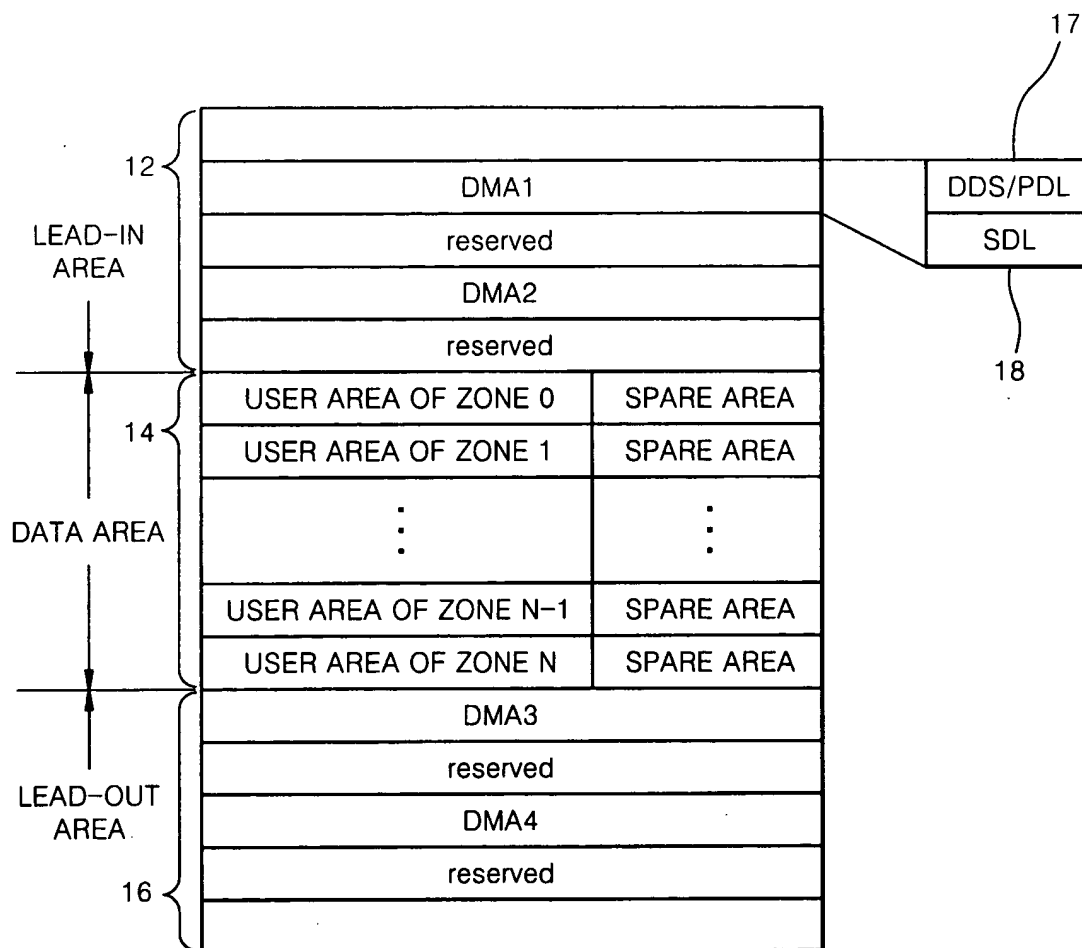 17
12
DMA1
DDS/PDL
LEAD-IN
AREA
reserved
SDL
DMA2
reserved
18
14
USER AREA OF ZONE 0 SPARE AREA
USER AREA OF ZONE 1 SPARE AREA
DATA AREA
⋮ ⋮
USER AREA OF ZONE N-1 SPARE AREA
USER AREA OF ZONE N SPARE AREA
DMA3
reserved
LEAD-OUT
AREA
DMA4
reserved
16